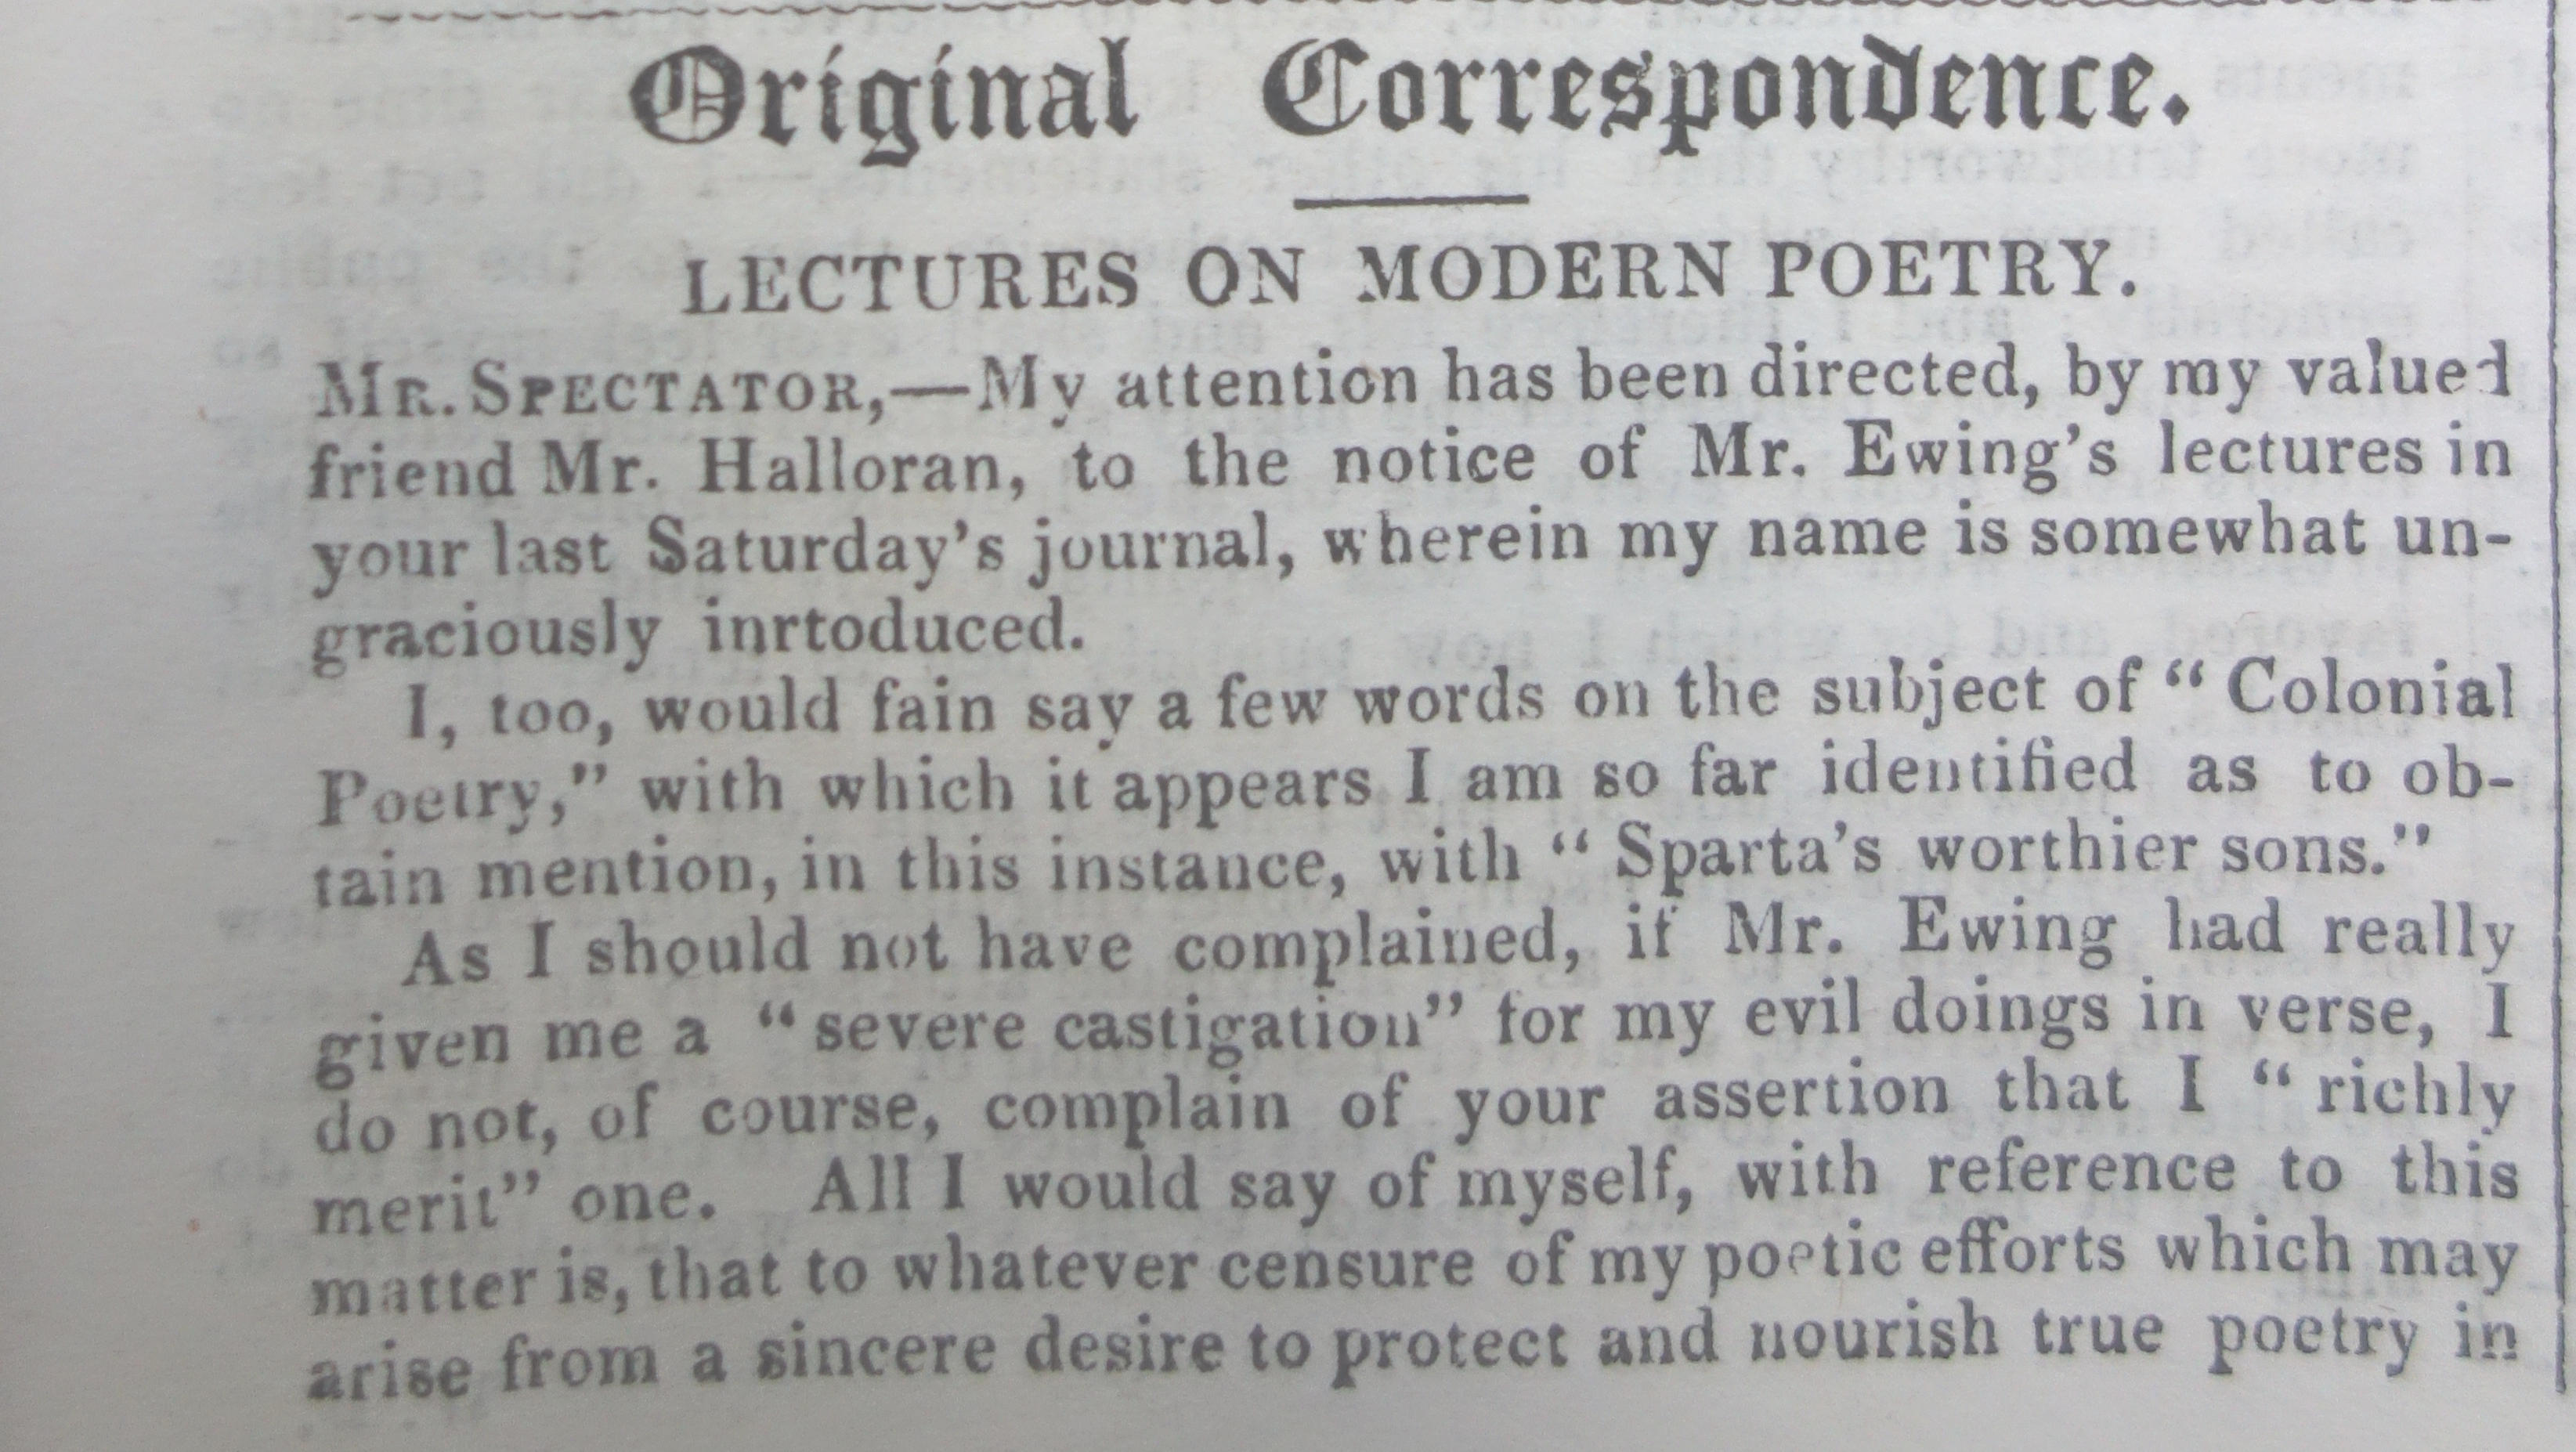 Original Correspondence.
LECTURES ON MODERN POETRY.
MR. SPECTATOR,—My attention has been directed, by my valued
friend Mr. Halloran, to the notice of Mr. Ewing's lectures in
your last Saturday's journal, wherein my name is somewhat un-
graciously inrtoduced.
I, too, would fain say a few words on the subject of "Colonial
Poetry," with which it appears I am so far identified as to ob-
tain mention, in this instance, with "Sparta's worthier sons."
As I should not have complained, if Mr. Ewing had really
given me a "severe castigation" for my evil doings in verse, I
do not, of course, complain of your assertion that I "richly
merit" one. All I would say of myself, with reference to this
matter is, that to whatever censure of my poetic efforts which may
arise from a sincere desire to protect and nourish true poetry in